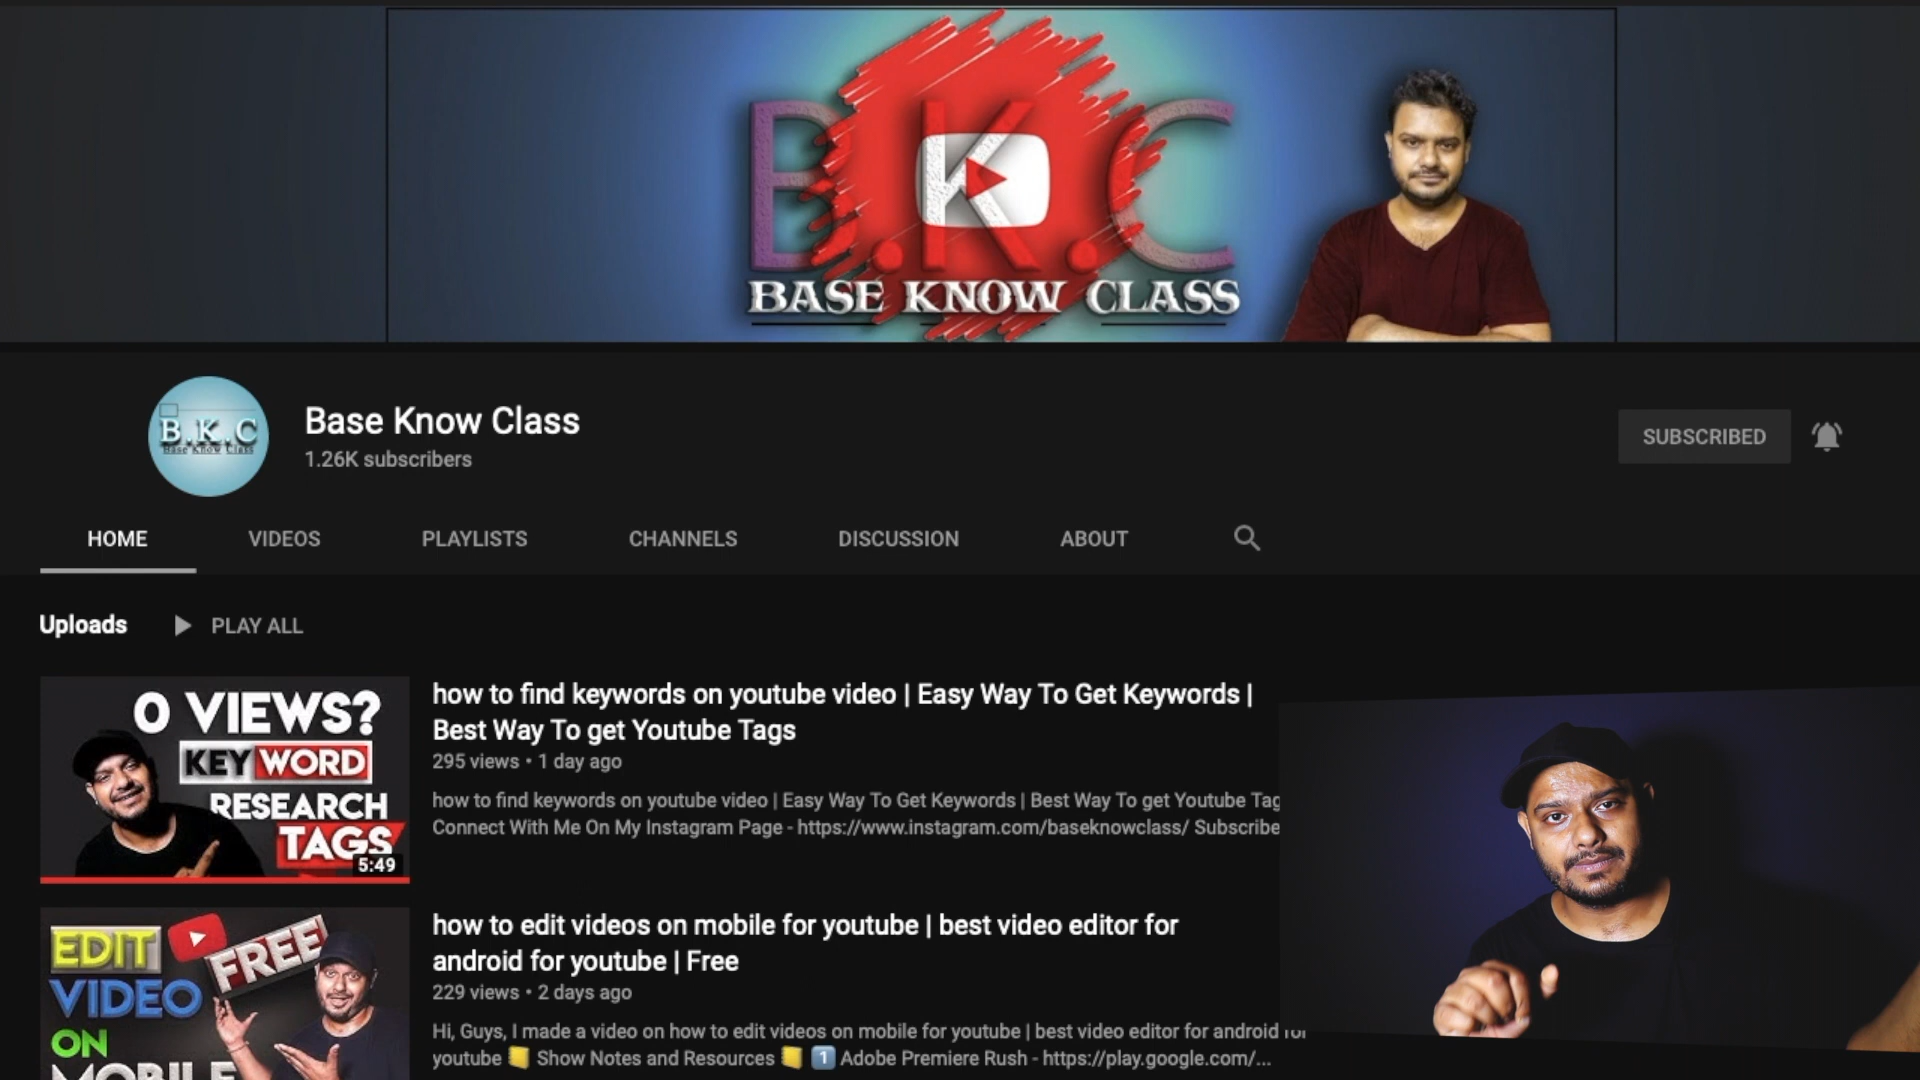 B.K.C
BASE KNOW CLASS
B.K.C
Base Know Class
Base Know Class
1.26K subscribers
SUBSCRIBED
HOME
VIDEOS
PLAYLISTS
CHANNELS
DISCUSSION
ABOUT
Uploads
PLAY ALL
0 VIEWS?
KEY WORD
RESEARCH
TAGS
5:49
how to find keywords on youtube video | Easy Way To Get Keywords |
Best Way To get Youtube Tags
295 views • 1 day ago
how to find keywords on youtube video | Easy Way To Get Keywords | Best Way To get Youtube Tag
Connect With Me On My Instagram Page - https://www.instagram.com/baseknowclass/ Subscribe
EDIT
FREE
VIDEO
ON
MOBILE
how to edit videos on mobile for youtube | best video editor for
android for youtube | Free
229 views • 2 days ago
Hi, Guys, I made a video on how to edit videos on mobile for youtube | best video editor for android for
youtube 📒 Show Notes and Resources 📒 1️⃣ Adobe Premiere Rush - https://play.google.com/...